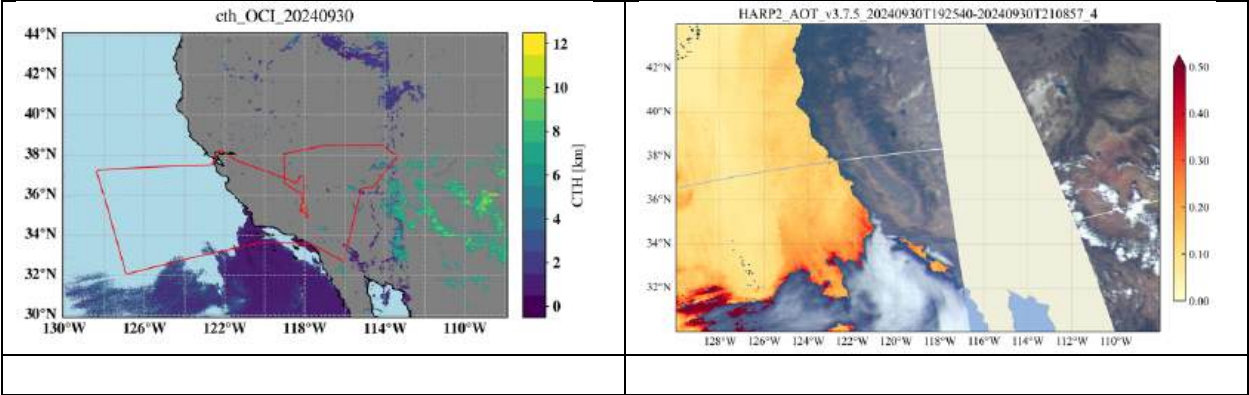 cth_OCI_20240930
44°N
42°N
40°N
38°N
36°N
34°N
32°N
30°N
130°W
126°W
122°W
118°W
114°W
110°W
12
10
8
6
4
2
0
CTH [km]
HARP2_AOT_v3.7.5_20240930T192540-20240930T210857_4
42°N
38°N
36°N
34°N
32°N
128°W
126°W
124°W
122°W
120°W
118°W
116°W
114°W
112°W
110°W
0.50
0.40
0.30
0.20
0.10
0.00